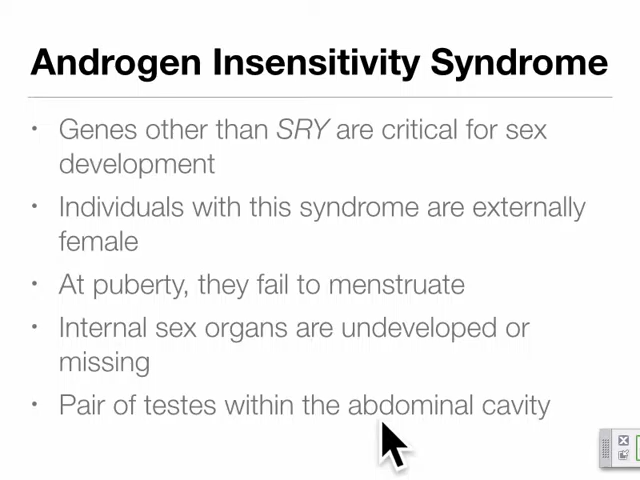 Androgen Insensitivity Syndrome
• Genes other than SRY are critical for sex
development
• Individuals with this syndrome are externally
female
• At puberty, they fail to menstruate
• Internal sex organs are undeveloped or
missing
• Pair of testes within the abdominal cavity